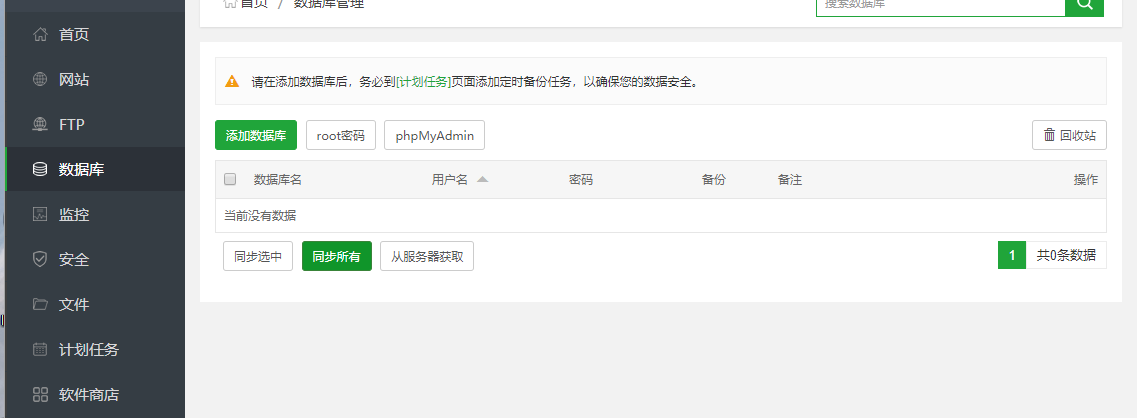 首页 / 数据库管理
搜索数据库
首页
网站
FTP
数据库
监控
安全
文件
计划任务
软件商店
请在添加数据库后，务必到[计划任务]页面添加定时备份任务，以确保您的数据安全。
添加数据库 root密码 phpMyAdmin 回收站
数据库名 用户名 密码 备份 备注 操作
当前没有数据
同步选中 同步所有 从服务器获取 1 共0条数据